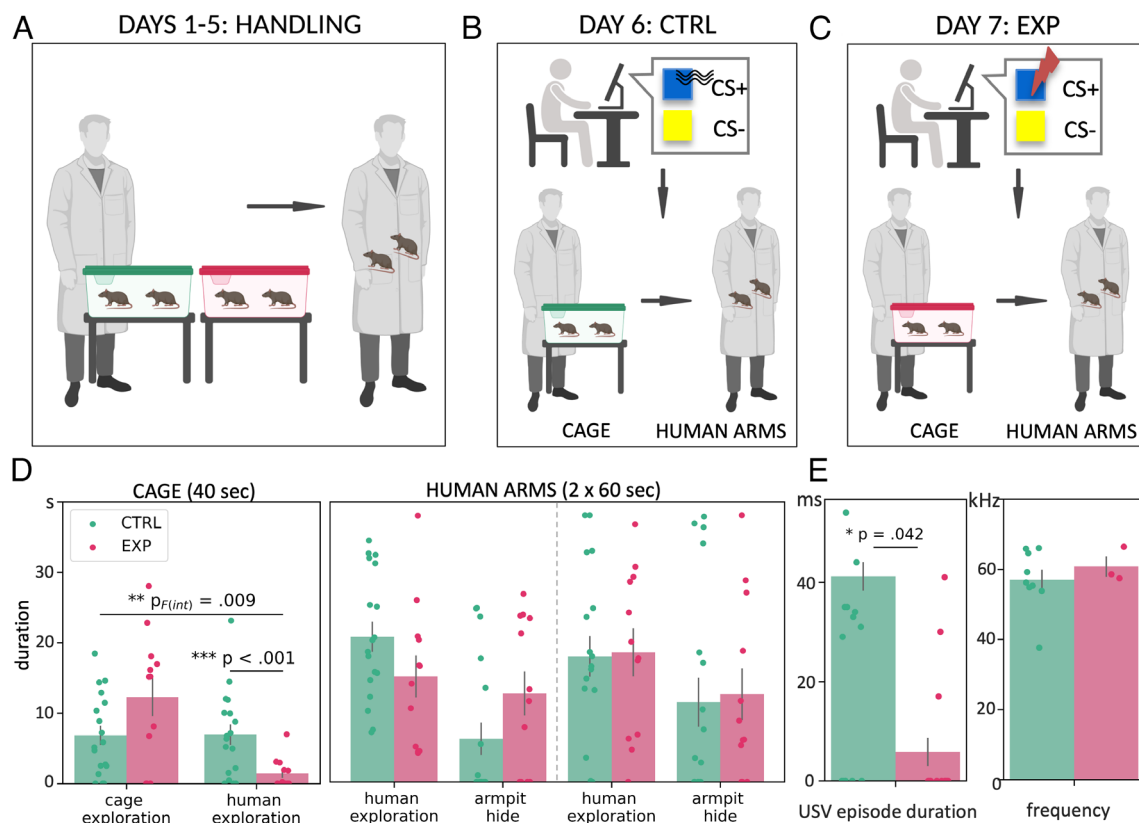 A DAYS 1-5: HANDLING
B DAY 6: CTRL
CS+
CS-
CAGE HUMAN ARMS
C DAY 7: EXP
CS+
CS-
CAGE HUMAN ARMS
D
CAGE (40 sec)
s
CTRL
EXP
30
20
10
0
duration
** pF(int) = .009
*** p < .001
cage exploration
human exploration
HUMAN ARMS (2 x 60 sec)
human exploration
armpit hide
human exploration
armpit hide
E
ms
40
20
0
* p = .042
USV episode duration
kHz
60
40
20
0
frequency